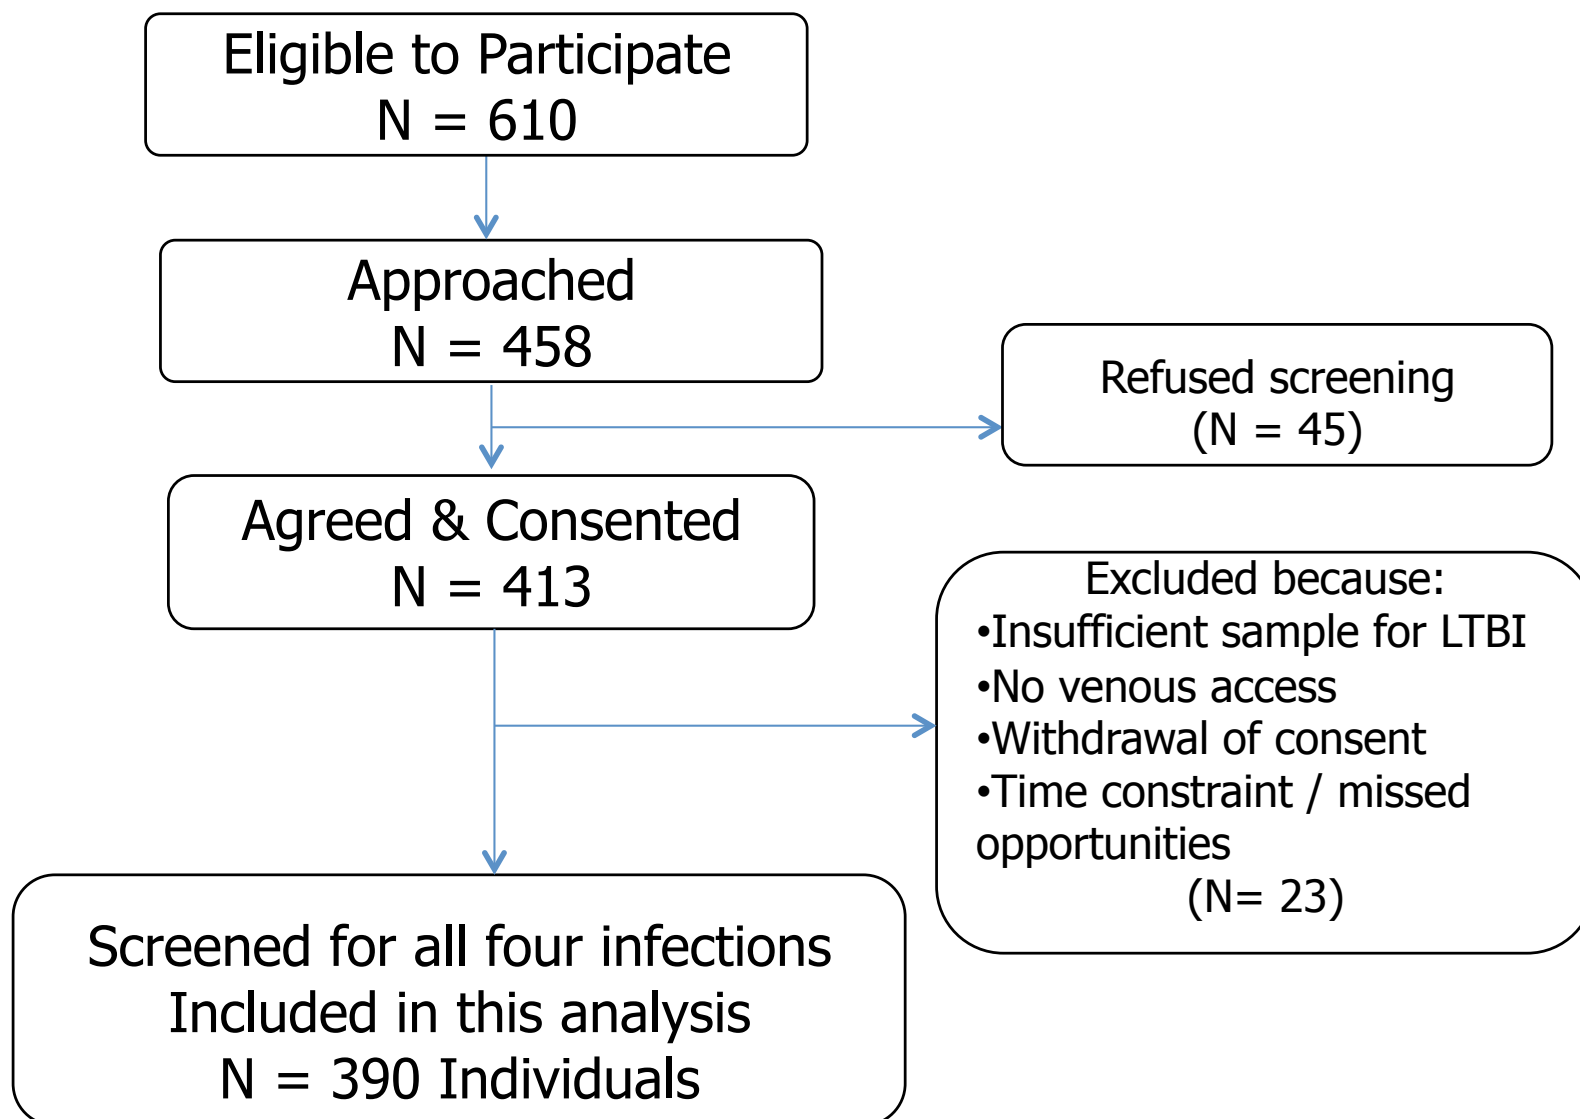 Eligible to Participate
N = 610
Approached
N = 458
Refused screening
(N = 45)
Agreed & Consented
N = 413
Excluded because:
•Insufficient sample for LTBI
•No venous access
•Withdrawal of consent
•Time constraint / missed
opportunities
(N= 23)
Screened for all four infections
Included in this analysis
N = 390 Individuals